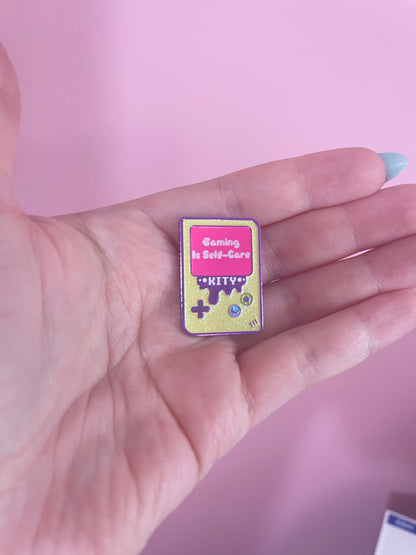 Gaming
Is Self-Care
KITY